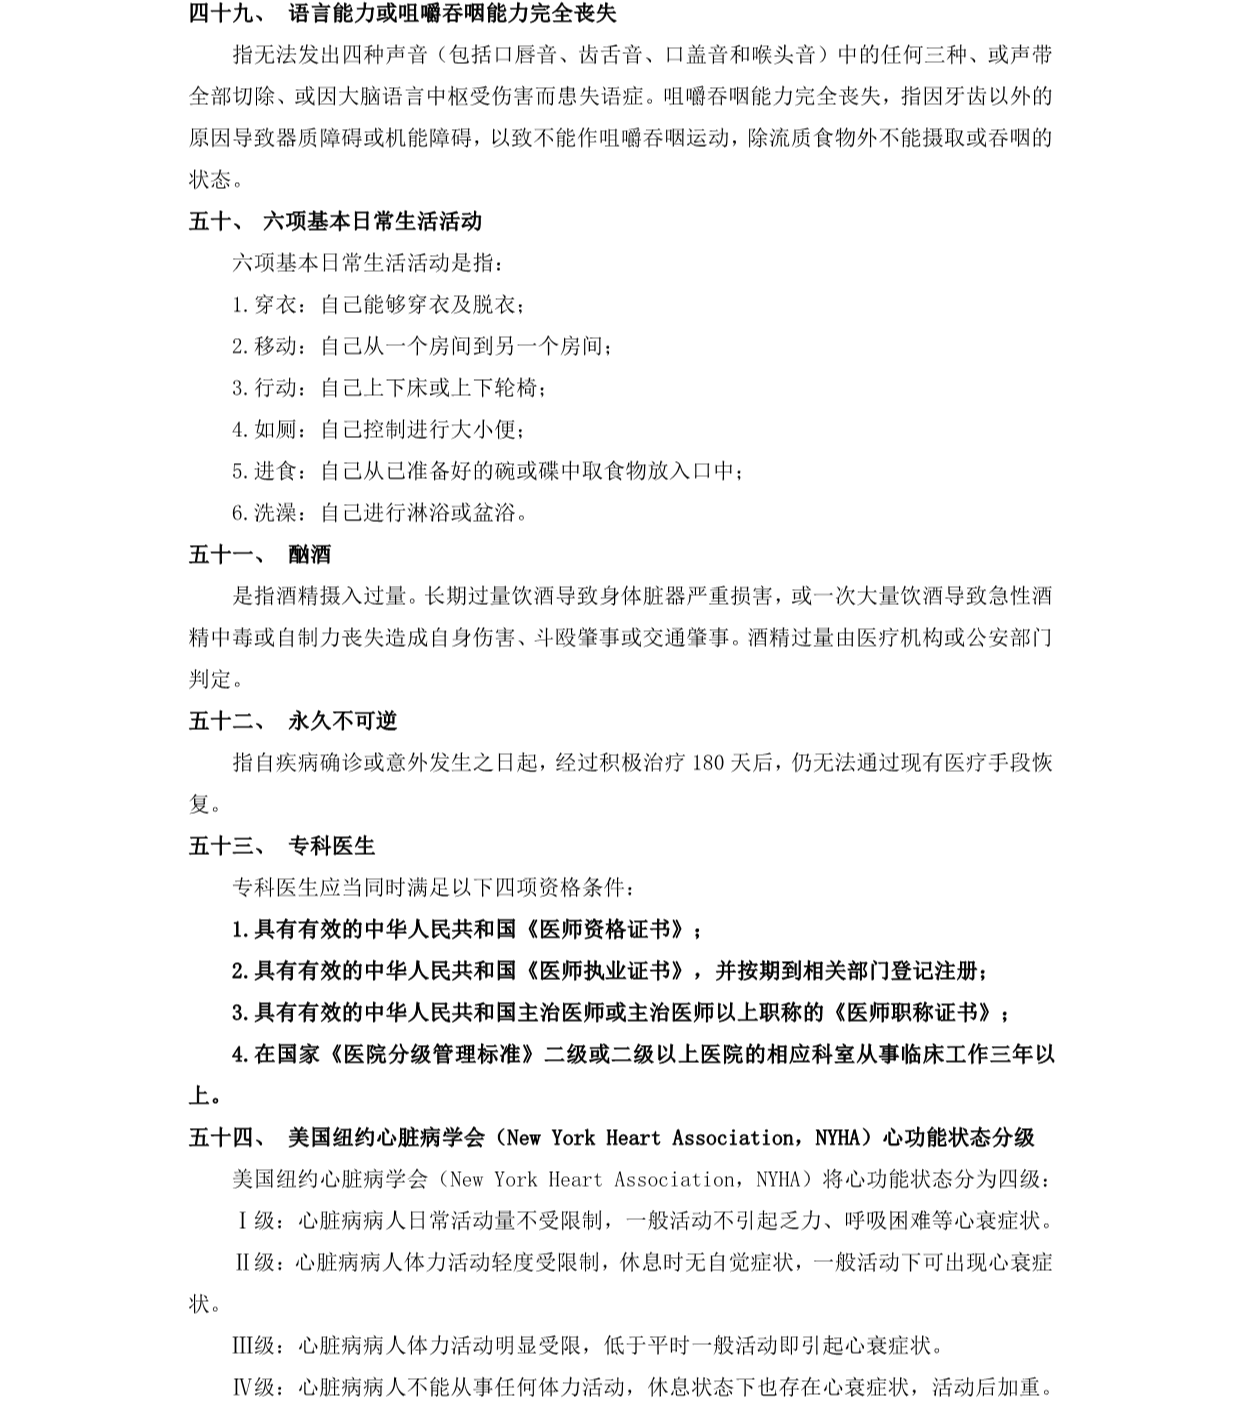 四十九、 语言能力或咀嚼吞咽能力完全丧失
指无法发出四种声音（包括口唇音、齿舌音、口盖音和喉头音）中的任何三种、或声带
全部切除、或因大脑语言中枢受伤害而患失语症。咀嚼吞咽能力完全丧失，指因牙齿以外的
原因导致器质障碍或机能障碍，以致不能作咀嚼吞咽运动，除流质食物外不能摄取或吞咽的
状态。
五十、 六项基本日常生活活动
六项基本日常生活活动是指：
1.穿衣：自己能够穿衣及脱衣；
2.移动：自己从一个房间到另一个房间；
3.行动：自己上下床或上下轮椅；
4.如厕：自己控制进行大小便；
5.进食：自己从已准备好的碗或碟中取食物放入口中；
6.洗澡：自己进行淋浴或盆浴。
五十一、 酗酒
是指酒精摄入过量。长期过量饮酒导致身体脏器严重损害，或一次大量饮酒导致急性酒
精中毒或自制力丧失造成自身伤害、斗殴肇事或交通肇事。酒精过量由医疗机构或公安部门
判定。
五十二、 永久不可逆
指自疾病确诊或意外发生之日起，经过积极治疗 180 天后，仍无法通过现有医疗手段恢
复。
五十三、 专科医生
专科医生应当同时满足以下四项资格条件：
1.具有有效的中华人民共和国《医师资格证书》；
2.具有有效的中华人民共和国《医师执业证书》，并按期到相关部门登记注册；
3.具有有效的中华人民共和国主治医师或主治医师以上职称的《医师职称证书》；
4.在国家《医院分级管理标准》二级或二级以上医院的相应科室从事临床工作三年以
上。
五十四、 美国纽约心脏病学会（New York Heart Association，NYHA）心功能状态分级
美国纽约心脏病学会（New York Heart Association，NYHA）将心功能状态分为四级：
Ⅰ级：心脏病病人日常活动量不受限制，一般活动不引起乏力、呼吸困难等心衰症状。
Ⅱ级：心脏病病人体力活动轻度受限制，休息时无自觉症状，一般活动下可出现心衰症
状。
Ⅲ级：心脏病病人体力活动明显受限，低于平时一般活动即引起心衰症状。
Ⅳ级：心脏病病人不能从事任何体力活动，休息状态下也存在心衰症状，活动后加重。